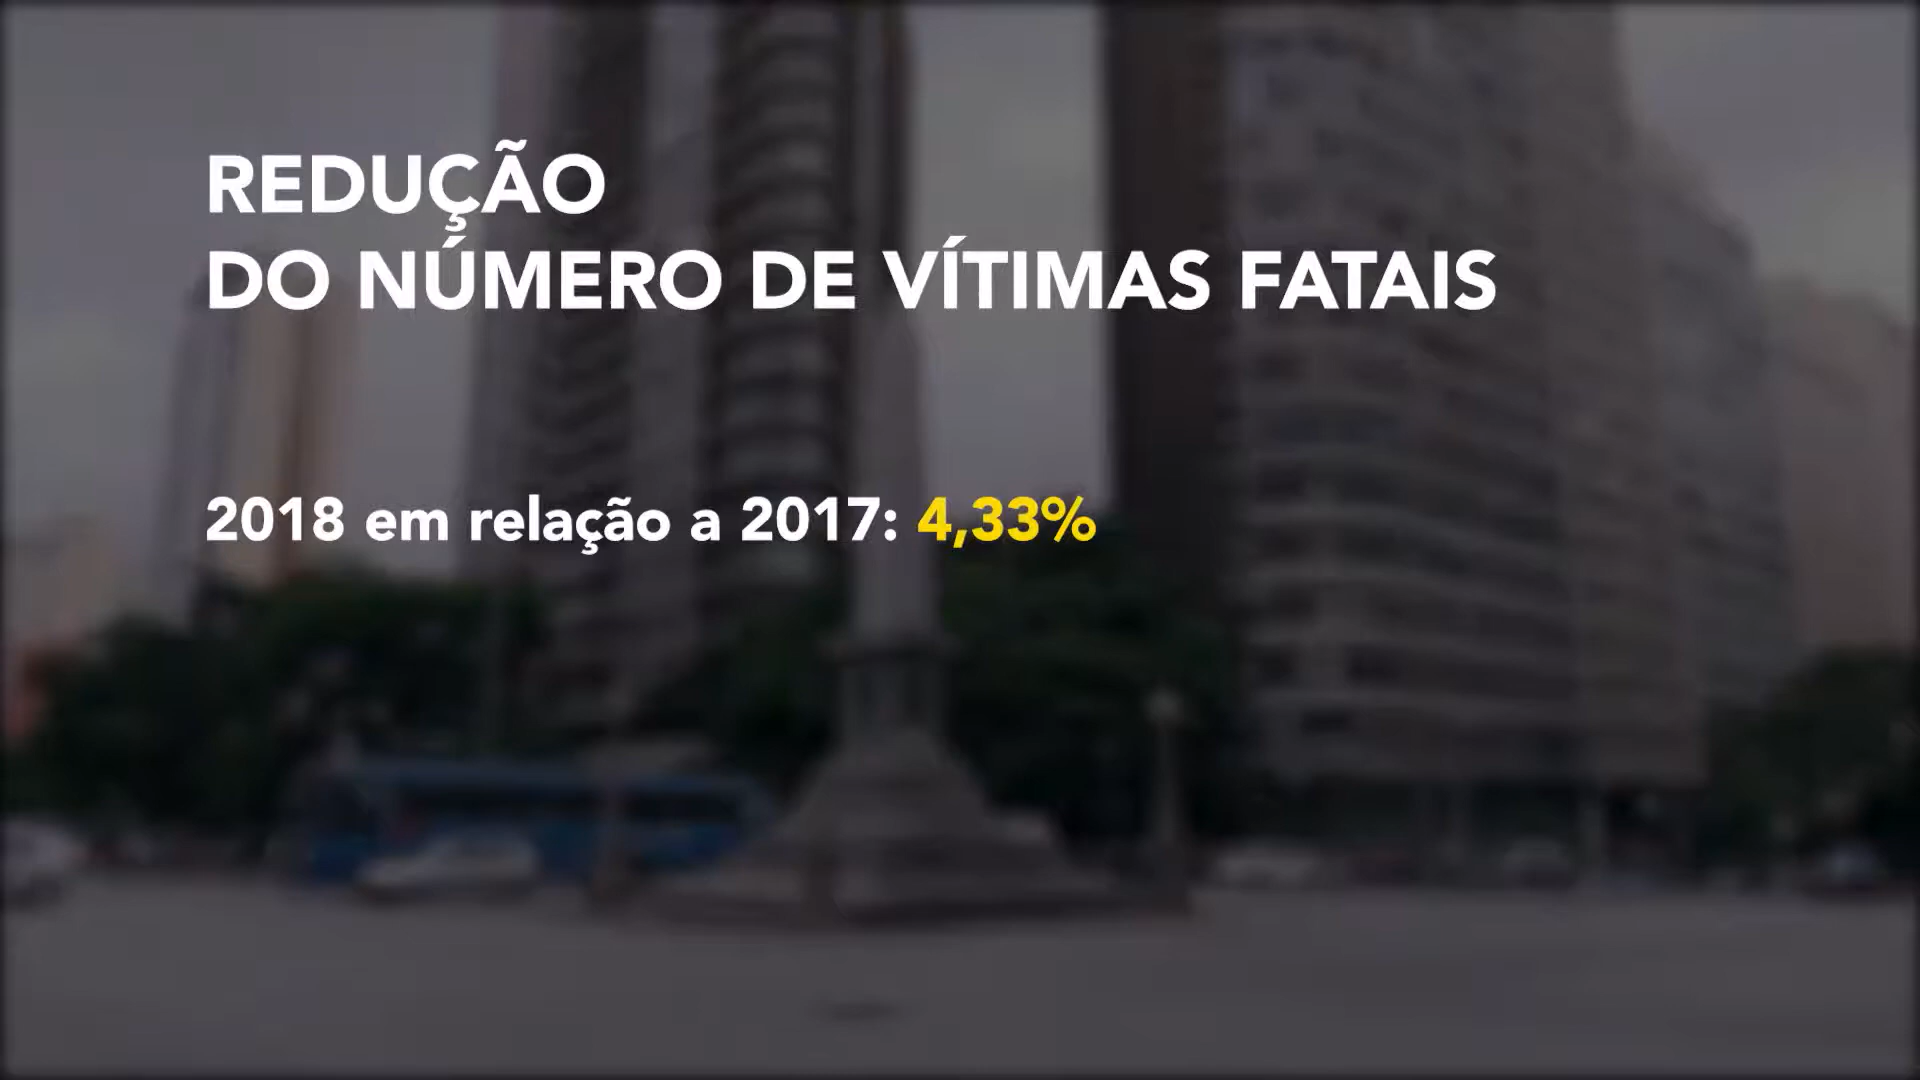 REDUÇÃO
DO NÚMERO DE VÍTIMAS FATAIS
2018 em relação a 2017: 4,33%